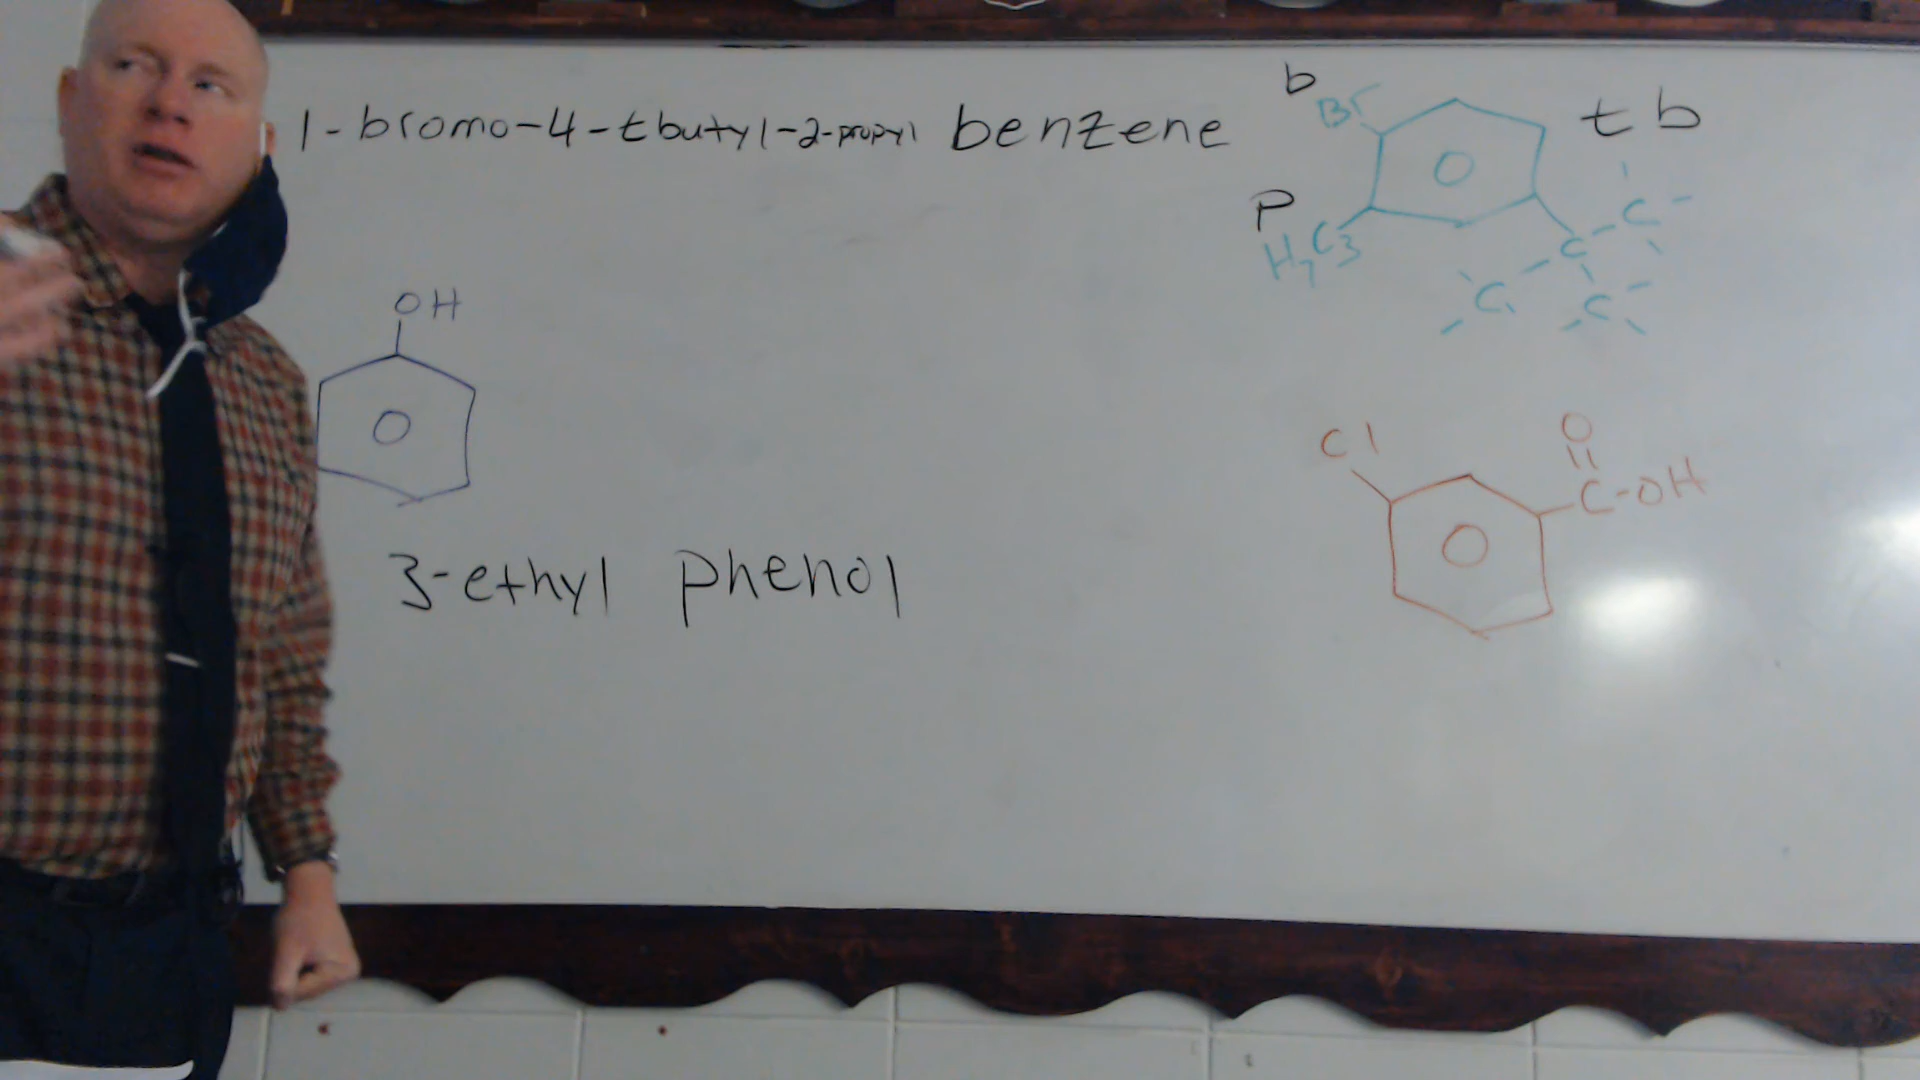 1-bromo-4-tbutyl-2-propyl benzene
b
Br
t b
P
H7C3
C
C
C
C
OH
3-ethyl phenol
Cl
O
C-OH